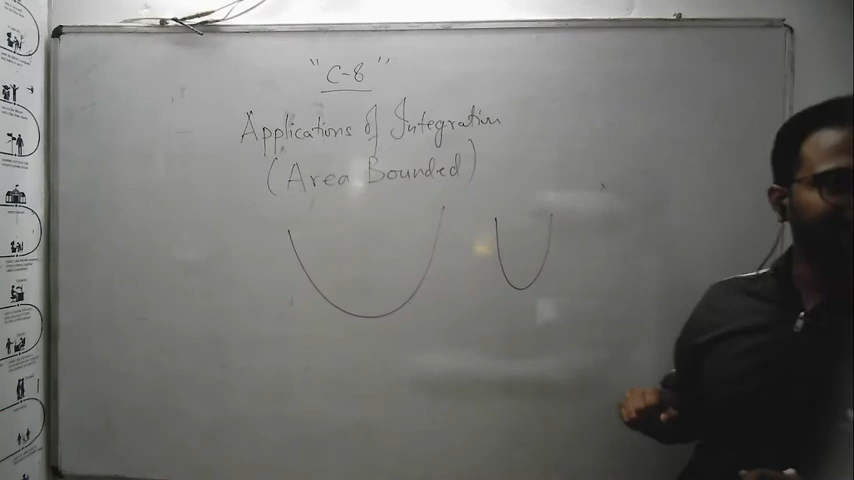 "C-8"
Applications of Integration
(Area Bounded)